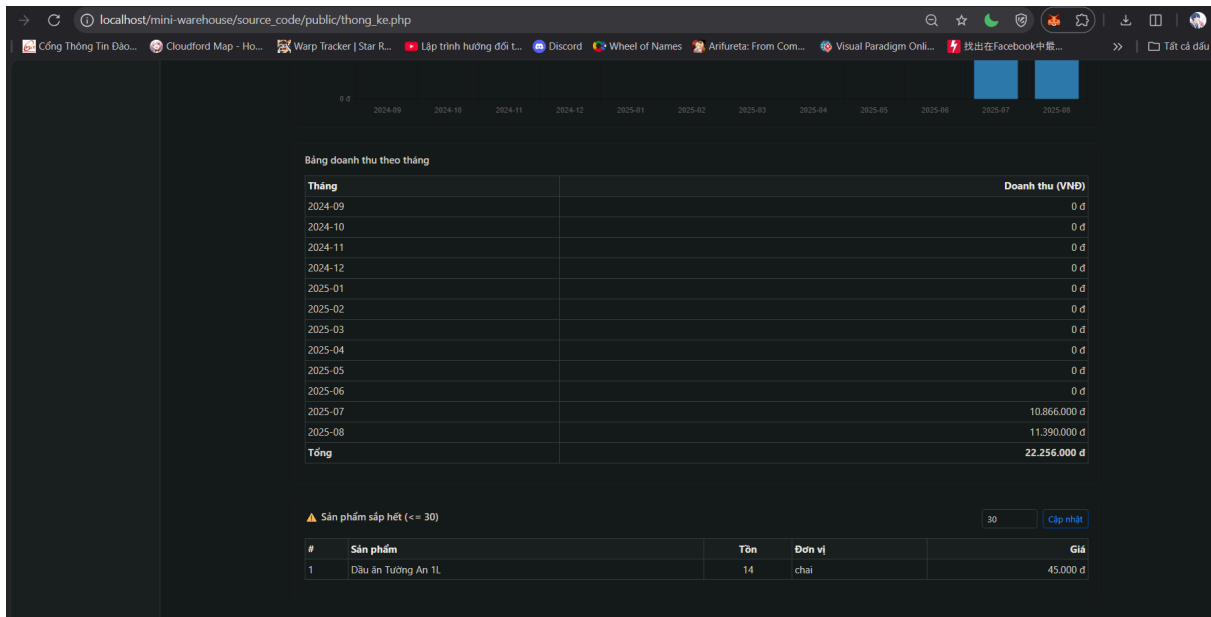 localhost/mini-warehouse/source_code/public/thong_ke.php
Cổng Thông Tin Đào... Cloudford Map - Ho... Warp Tracker | Star R... Lập trình hướng đối t... Discord Wheel of Names Arifureta: From Com... Visual Paradigm Onli... 找出在Facebook中最... >> Tất cả dấu
0 đ
2024-09 2024-10 2024-11 2024-12 2025-01 2025-02 2025-03 2025-04 2025-05 2025-06 2025-07 2025-08
Bảng doanh thu theo tháng
Tháng Doanh thu (VNĐ)
2024-09 0 đ
2024-10 0 đ
2024-11 0 đ
2024-12 0 đ
2025-01 0 đ
2025-02 0 đ
2025-03 0 đ
2025-04 0 đ
2025-05 0 đ
2025-06 0 đ
2025-07 10.866.000 đ
2025-08 11.390.000 đ
Tổng 22.256.000 đ
Sản phẩm sắp hết (<= 30) 30 Cập nhật
# Sản phẩm Tồn Đơn vị Giá
1 Dầu ăn Tường An 1L 14 chai 45.000 đ